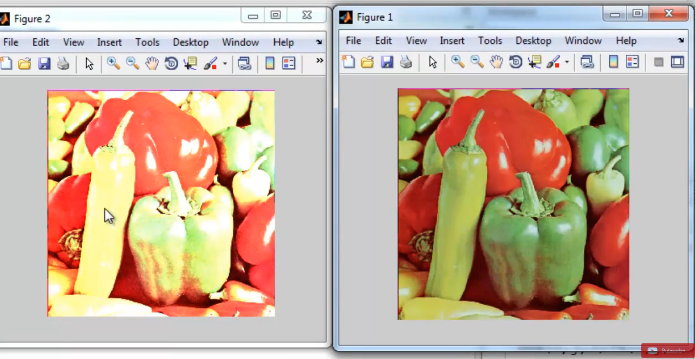 Figure 2
File Edit View Insert Tools Desktop Window Help
Figure 1
File Edit View Insert Tools Desktop Window Help